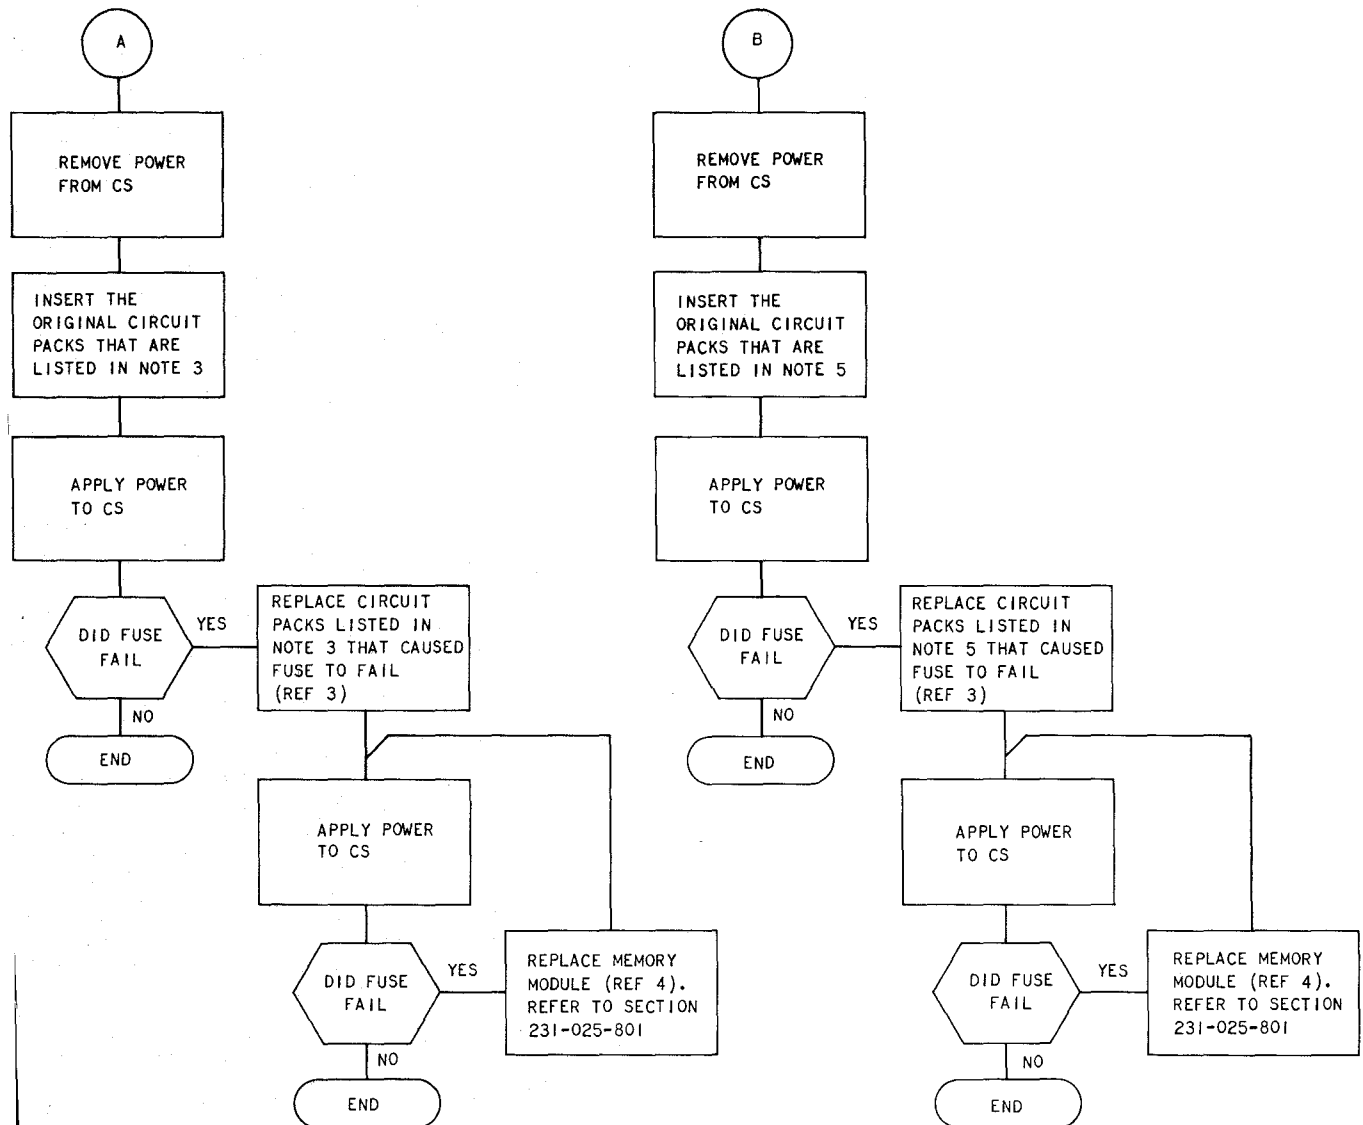 A
REMOVE POWER
FROM CS
INSERT THE
ORIGINAL CIRCUIT
PACKS THAT ARE
LISTED IN NOTE 3
APPLY POWER
TO CS
DID FUSE
FAIL
YES
NO
END
REPLACE CIRCUIT
PACKS LISTED IN
NOTE 3 THAT CAUSED
FUSE TO FAIL
(REF 3)
APPLY POWER
TO CS
DID FUSE
FAIL
YES
NO
END
REPLACE MEMORY
MODULE (REF 4).
REFER TO SECTION
231-025-801
B
REMOVE POWER
FROM CS
INSERT THE
ORIGINAL CIRCUIT
PACKS THAT ARE
LISTED IN NOTE 5
APPLY POWER
TO CS
DID FUSE
FAIL
YES
NO
END
REPLACE CIRCUIT
PACKS LISTED IN
NOTE 5 THAT CAUSED
FUSE TO FAIL
(REF 3)
APPLY POWER
TO CS
DID FUSE
FAIL
YES
NO
END
REPLACE MEMORY
MODULE (REF 4).
REFER TO SECTION
231-025-801